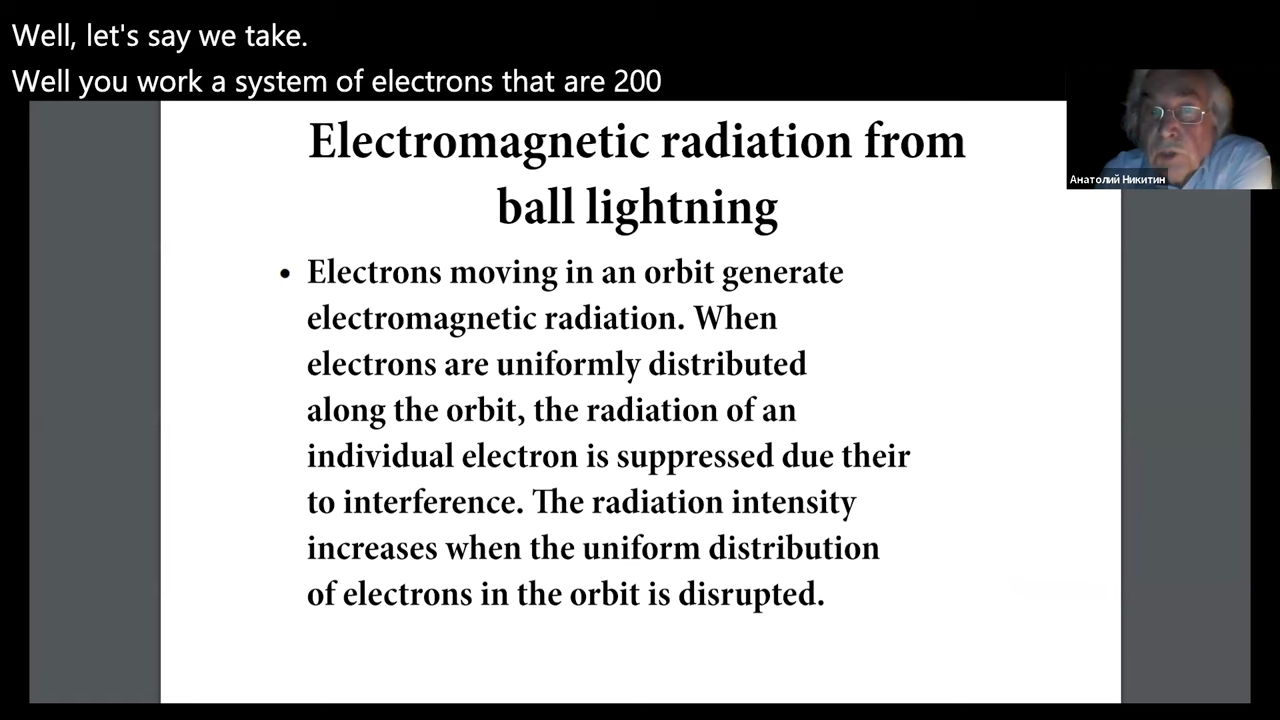 Well, let's say we take.
Well you work a system of electrons that are 200
Анатолий Никитин
Electromagnetic radiation from
ball lightning
• Electrons moving in an orbit generate
electromagnetic radiation. When
electrons are uniformly distributed
along the orbit, the radiation of an
individual electron is suppressed due their
to interference. The radiation intensity
increases when the uniform distribution
of electrons in the orbit is disrupted.